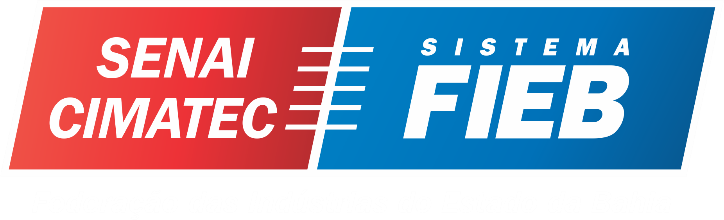 SENAI
CIMATEC
SISTEMA
FIEB